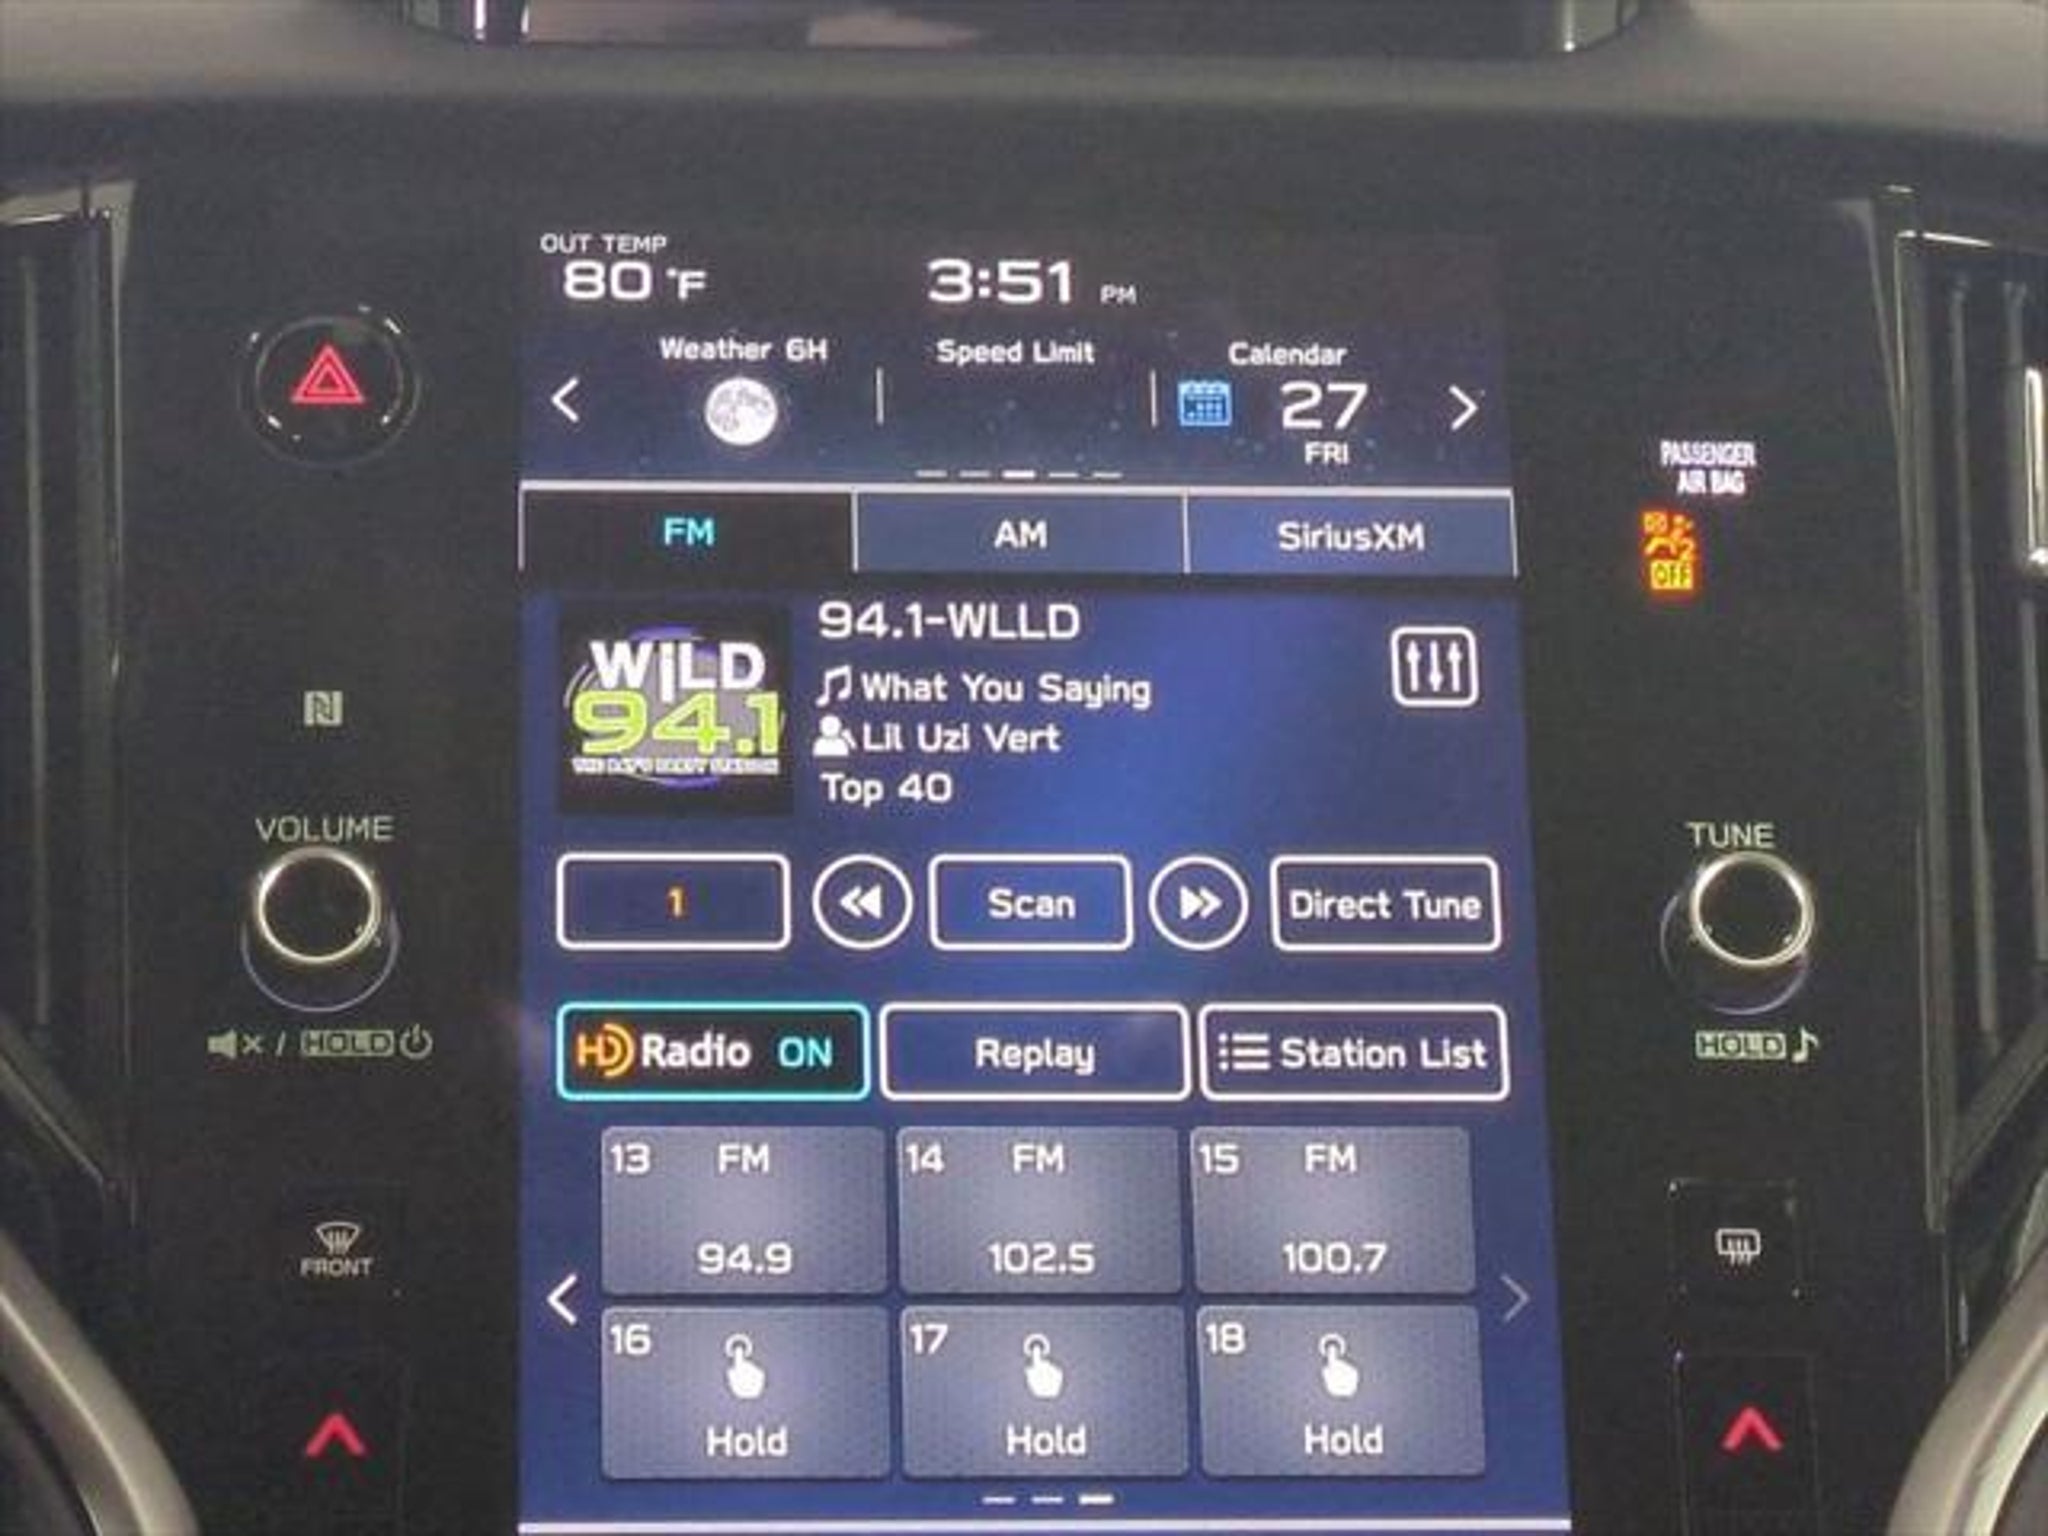 OUT TEMP
80 °F
3:51 PM
Weather 6H
Speed Limit
Calendar
27
FRI
PASSENGER
AIR BAG
OFF
FM
AM
SiriusXM
WiLD
94.1
94.1-WLLD
What You Saying
Lil Uzi Vert
Top 40
VOLUME
TUNE
1
Scan
Direct Tune
/ HOLD
HD Radio ON
Replay
Station List
HOLD
13 FM
94.9
14 FM
102.5
15 FM
100.7
FRONT
16
Hold
17
Hold
18
Hold